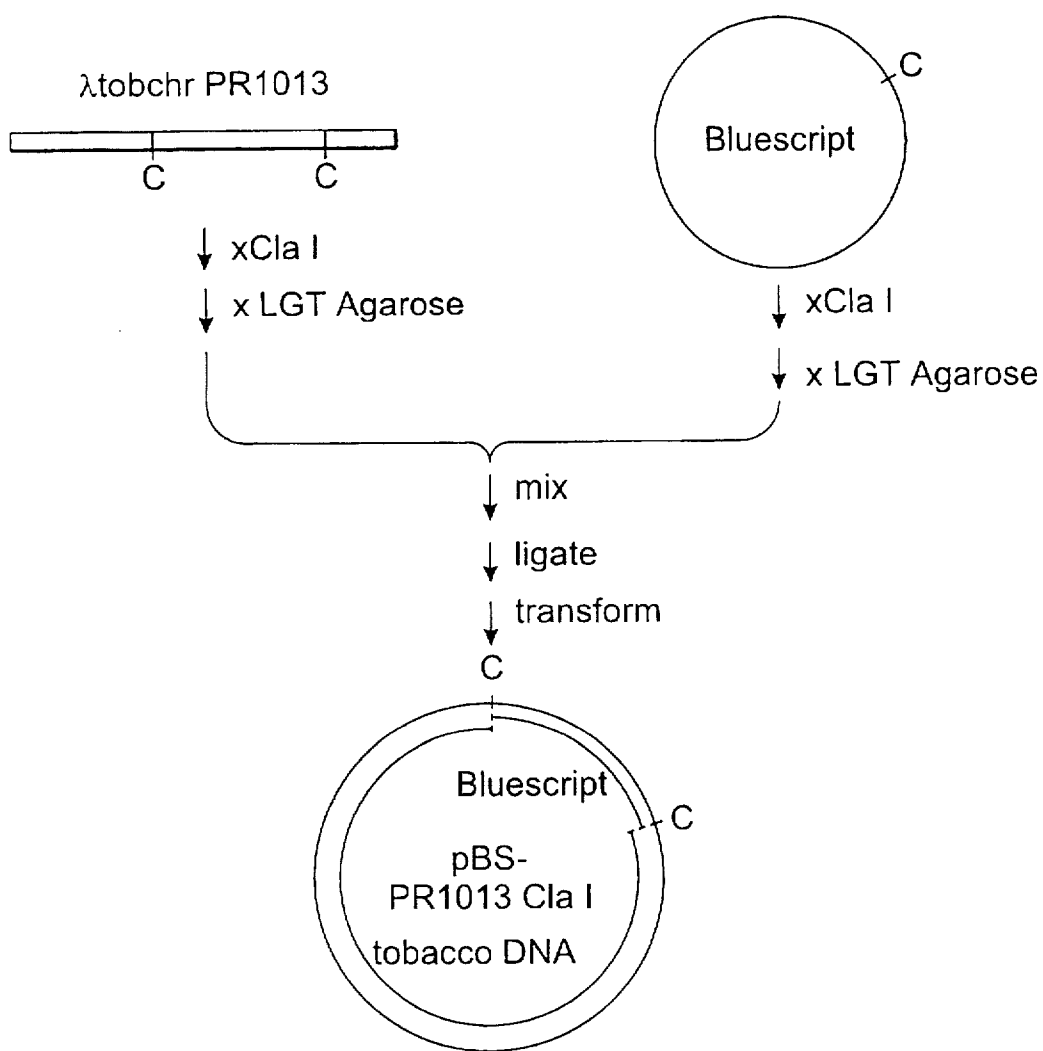 λtobchr PR1013
C
C
xCla I
x LGT Agarose
C
Bluescript
xCla I
x LGT Agarose
mix
ligate
transform
C
Bluescript
C
pBS-
PR1013 Cla I
tobacco DNA